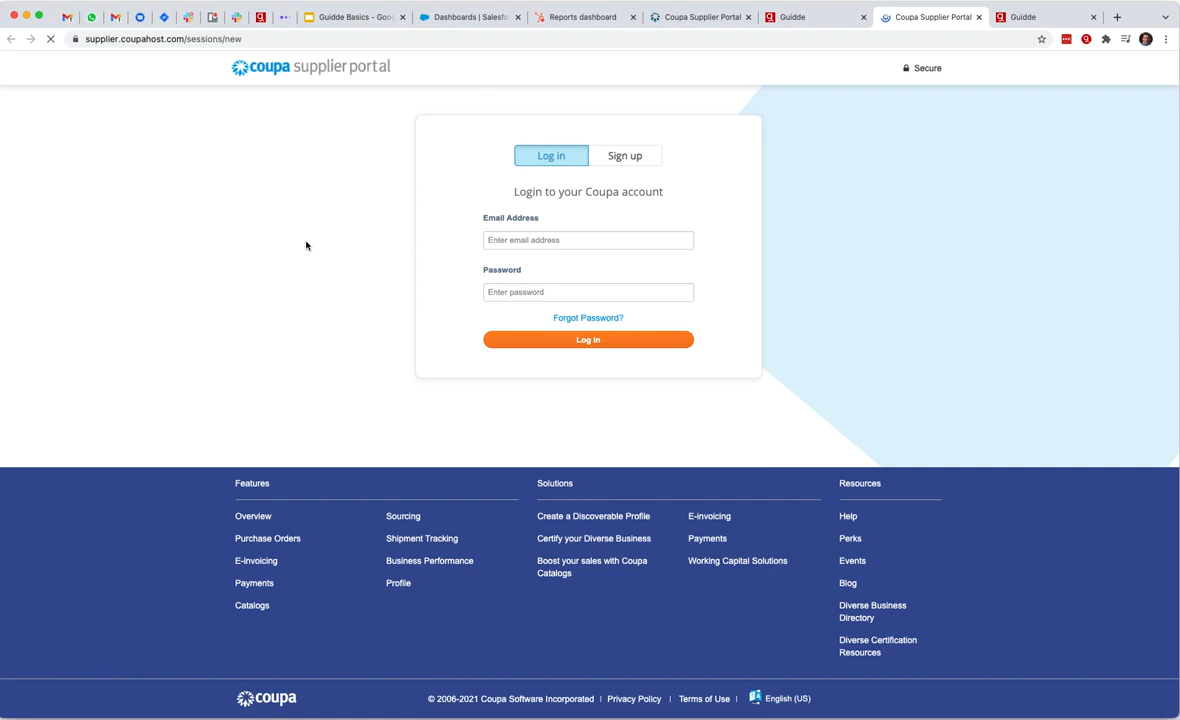 Guidde Basics - Goog
Dashboards | Salesfor
Reports dashboard
Coupa Supplier Portal
Guidde
Coupa Supplier Portal
Guidde
supplier.coupahost.com/sessions/new
coupa supplier portal
Secure
Log in
Sign up
Login to your Coupa account
Email Address
Enter email address
Password
Enter password
Forgot Password?
Log in
Features
Overview
Purchase Orders
E-invoicing
Payments
Catalogs
Sourcing
Shipment Tracking
Business Performance
Profile
Solutions
Create a Discoverable Profile
Certify your Diverse Business
Boost your sales with Coupa
Catalogs
E-invoicing
Payments
Working Capital Solutions
Resources
Help
Perks
Events
Blog
Diverse Business
Directory
Diverse Certification
Resources
coupa
© 2006-2021 Coupa Software Incorporated | Privacy Policy | Terms of Use | English (US)